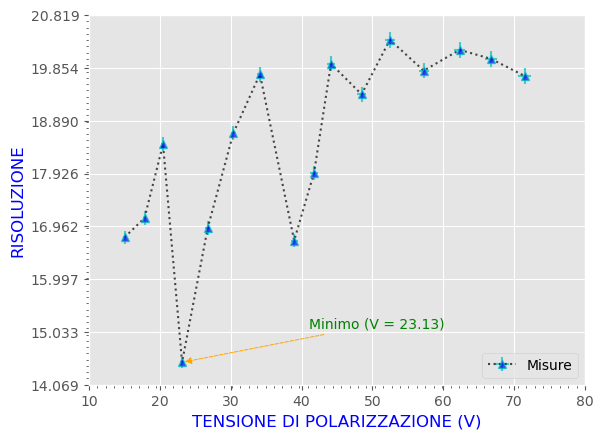 20.819
19.854
18.890
17.926
16.962
15.997
15.033
14.069
RISOLUZIONE
Minimo (V = 23.13)
Misure
10 20 30 40 50 60 70 80
TENSIONE DI POLARIZZAZIONE (V)